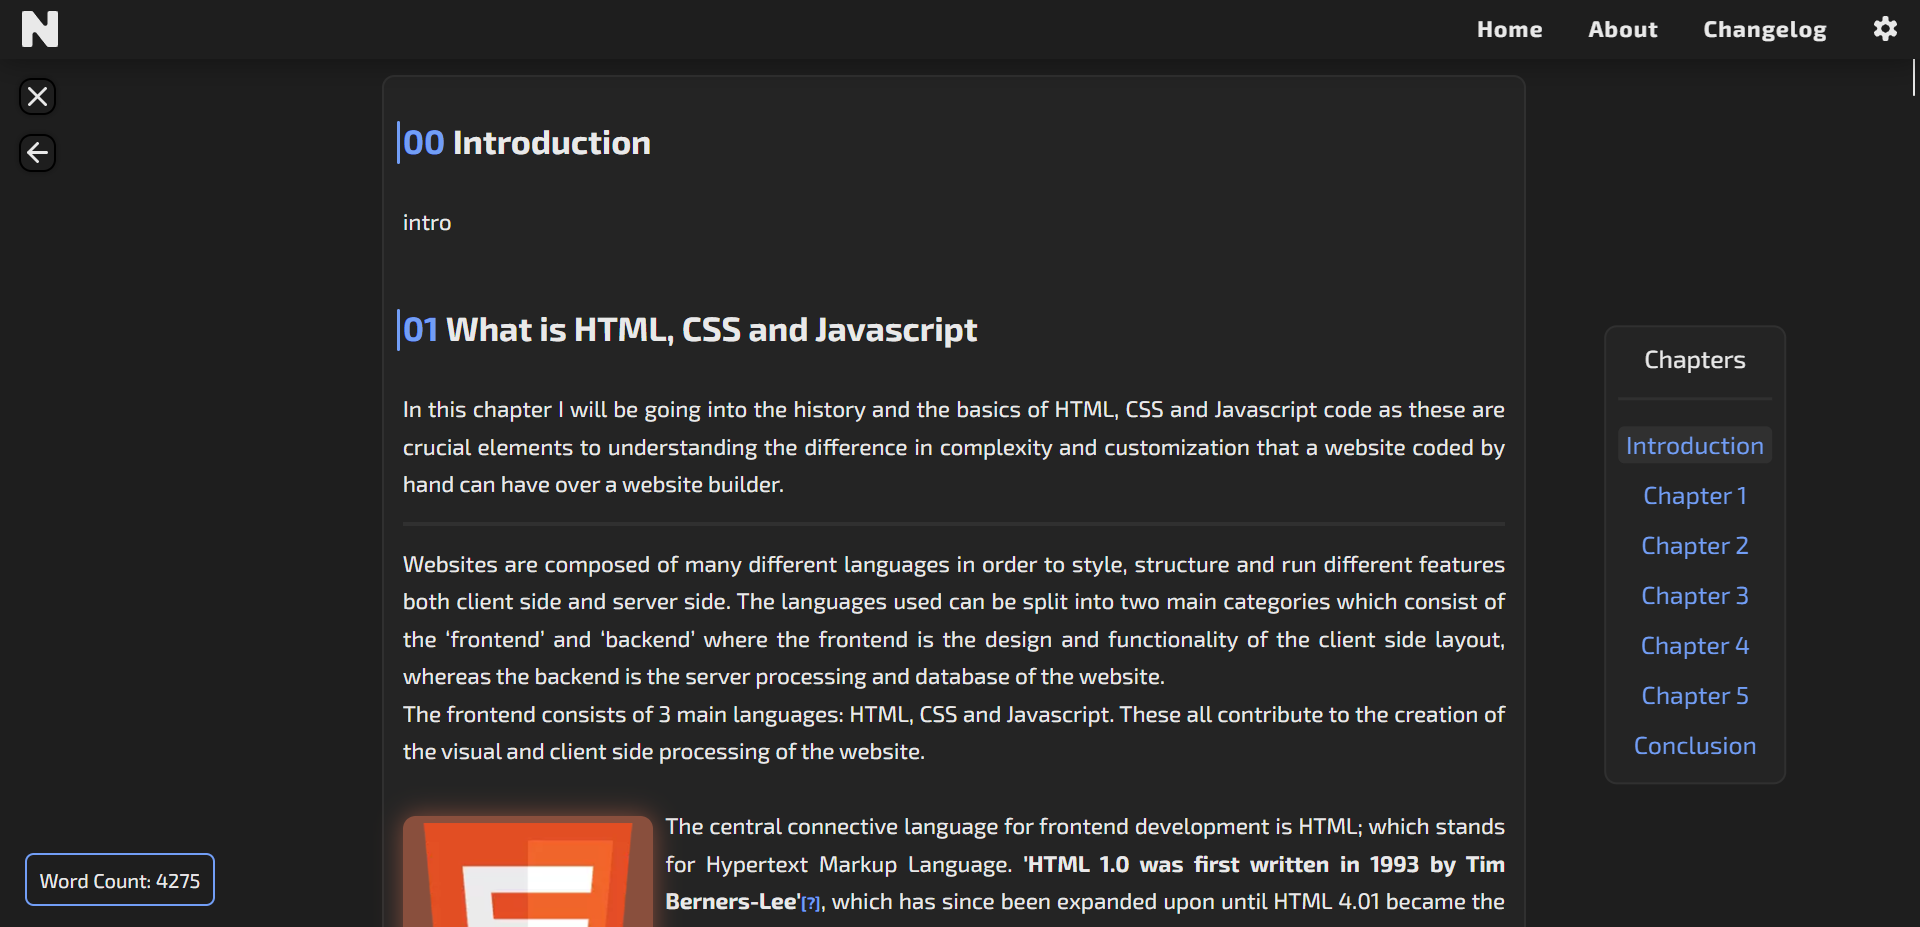 N
Home About Changelog
00 Introduction
intro
01 What is HTML, CSS and Javascript
In this chapter I will be going into the history and the basics of HTML, CSS and Javascript code as these are
crucial elements to understanding the difference in complexity and customization that a website coded by
hand can have over a website builder.
Websites are composed of many different languages in order to style, structure and run different features
both client side and server side. The languages used can be split into two main categories which consist of
the ‘frontend’ and ‘backend’ where the frontend is the design and functionality of the client side layout,
whereas the backend is the server processing and database of the website.
The frontend consists of 3 main languages: HTML, CSS and Javascript. These all contribute to the creation of
the visual and client side processing of the website.
The central connective language for frontend development is HTML; which stands
for Hypertext Markup Language. 'HTML 1.0 was first written in 1993 by Tim
Berners-Lee'[?], which has since been expanded upon until HTML 4.01 became the
Chapters
Introduction
Chapter 1
Chapter 2
Chapter 3
Chapter 4
Chapter 5
Conclusion
Word Count: 4275